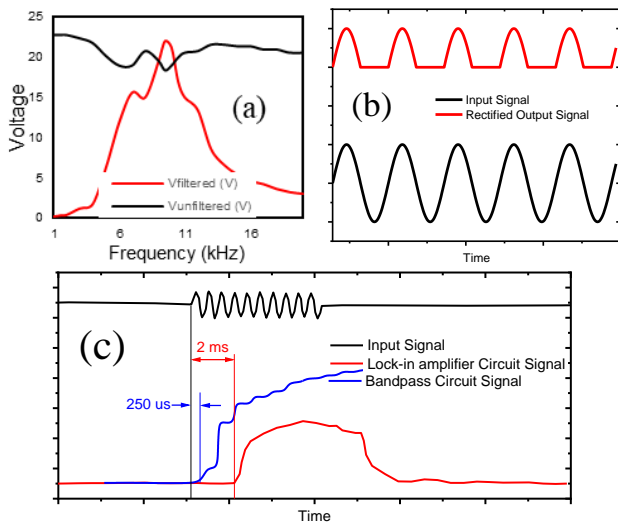 25
20
15
10
5
0
Voltage
(a)
Vfiltered (V)
Vunfiltered (V)
1 6 11 16
Frequency (kHz)
(b)
Input Signal
Rectified Output Signal
Time
(c)
2 ms
250 us
Input Signal
Lock-in amplifier Circuit Signal
Bandpass Circuit Signal
Time